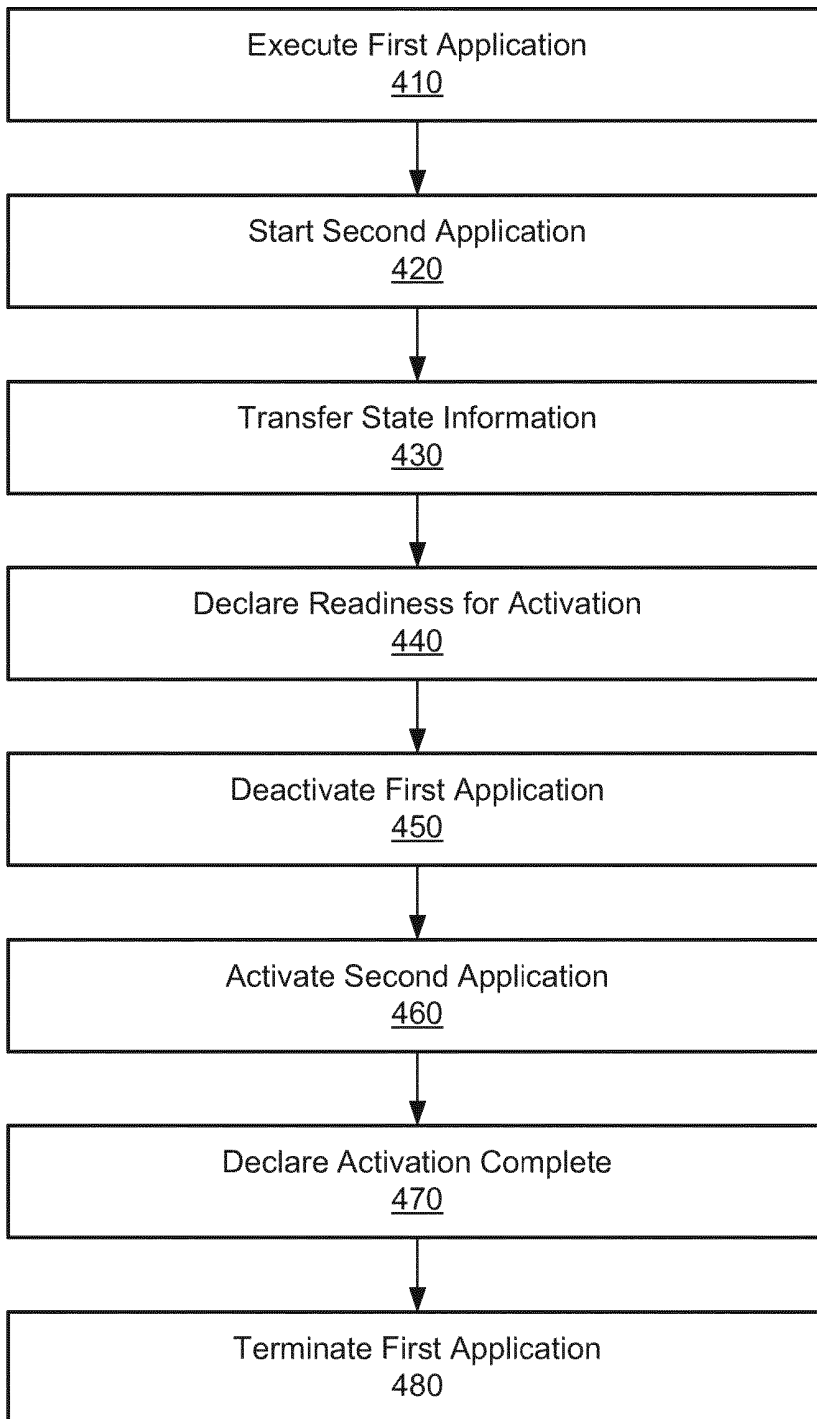 Execute First Application
410
Start Second Application
420
Transfer State Information
430
Declare Readiness for Activation
440
Deactivate First Application
450
Activate Second Application
460
Declare Activation Complete
470
Terminate First Application
480